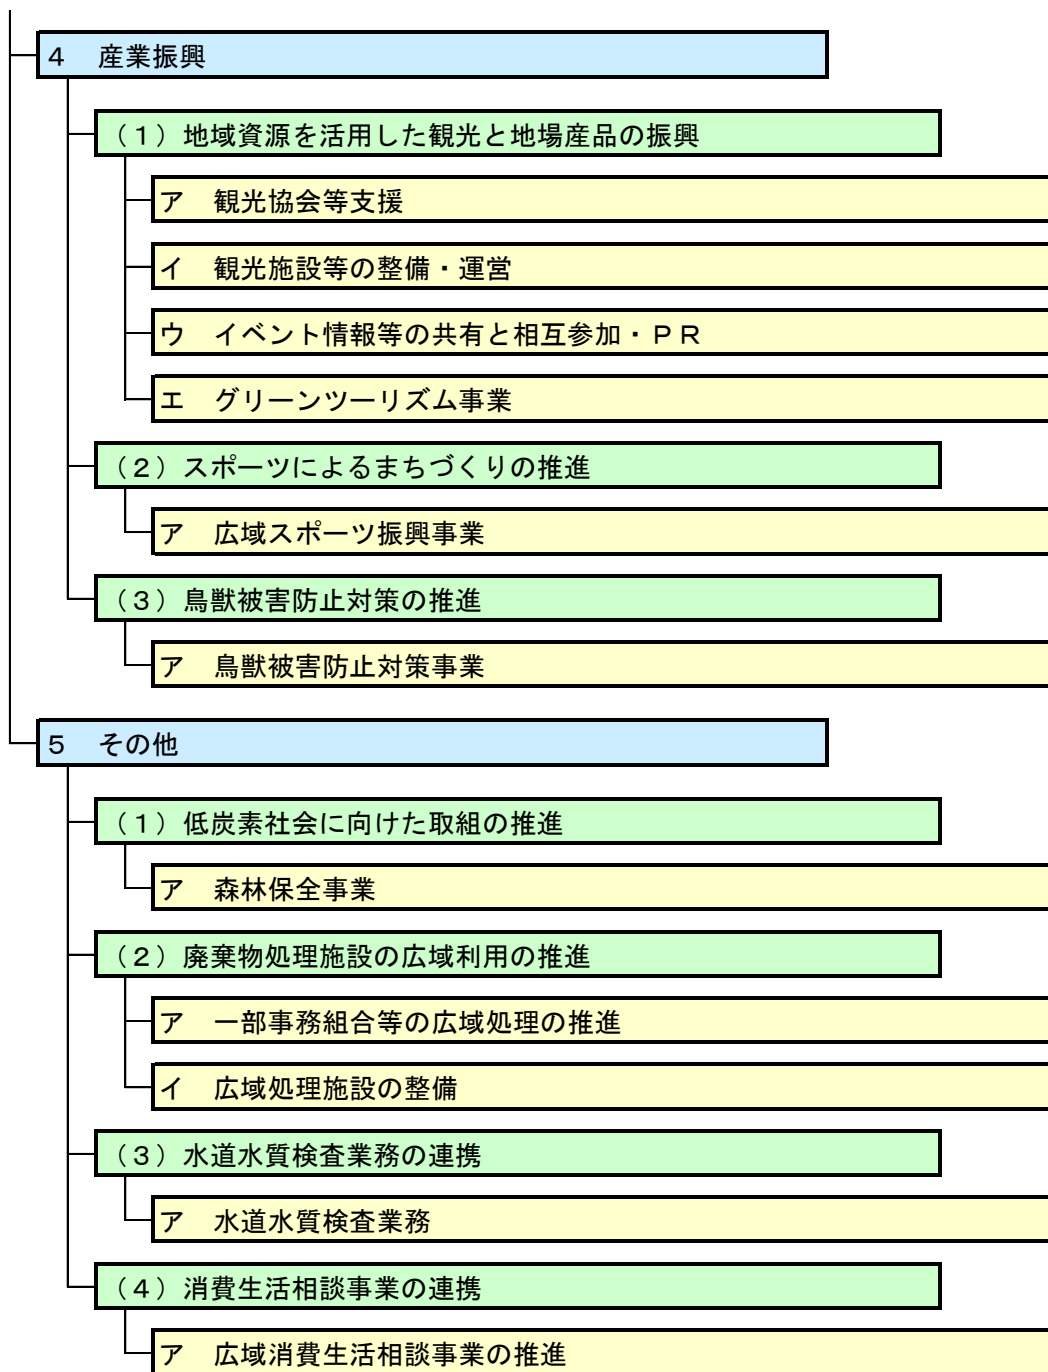 ４　産業振興
（１）地域資源を活用した観光と地場産品の振興
ア　観光協会等支援
イ　観光施設等の整備・運営
ウ　イベント情報等の共有と相互参加・ＰＲ
エ　グリーンツーリズム事業
（２）スポーツによるまちづくりの推進
ア　広域スポーツ振興事業
（３）鳥獣被害防止対策の推進
ア　鳥獣被害防止対策事業
５　その他
（１）低炭素社会に向けた取組の推進
ア　森林保全事業
（２）廃棄物処理施設の広域利用の推進
ア　一部事務組合等の広域処理の推進
イ　広域処理施設の整備
（３）水道水質検査業務の連携
ア　水道水質検査業務
（４）消費生活相談事業の連携
ア　広域消費生活相談事業の推進